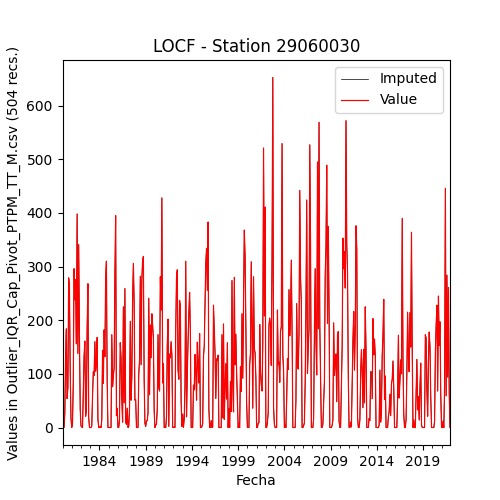 LOCF - Station 29060030
Imputed
Value
Values in Outlier_IQR_Cap_Pivot_PTPM_TT_M.csv (504 recs.)
600
500
400
300
200
100
0
1984 1989 1994 1999 2004 2009 2014 2019
Fecha